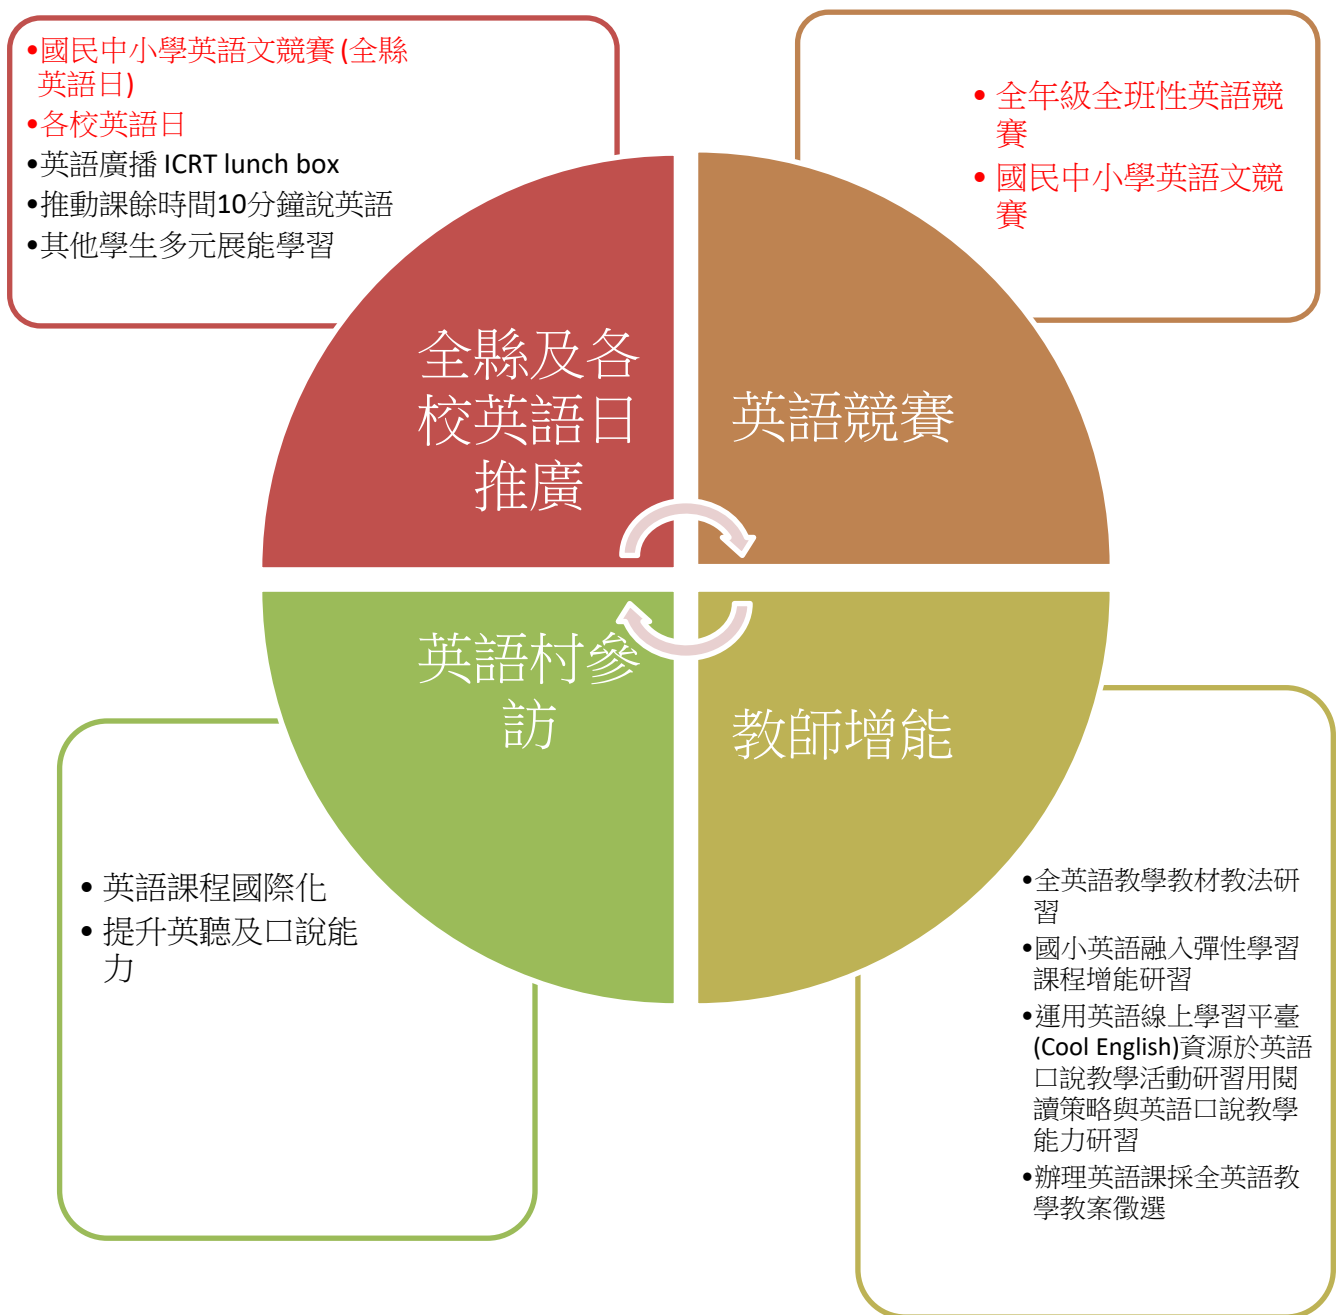 •國民中小學英語文競賽 (全縣
英語日)
•各校英語日
•英語廣播 ICRT lunch box
•推動課餘時間10分鐘說英語
•其他學生多元展能學習
• 全年級全班性英語競
賽
• 國民中小學英語文競
賽
全縣及各
校英語日
推廣
英語競賽
英語村參
訪
教師增能
• 英語課程國際化
• 提升英聽及口說能
力
•全英語教學教材教法研
習
•國小英語融入彈性學習
課程增能研習
•運用英語線上學習平臺
(Cool English)資源於英語
口說教學活動研習用閱
讀策略與英語口說教學
能力研習
•辦理英語課採全英語教
學教案徵選